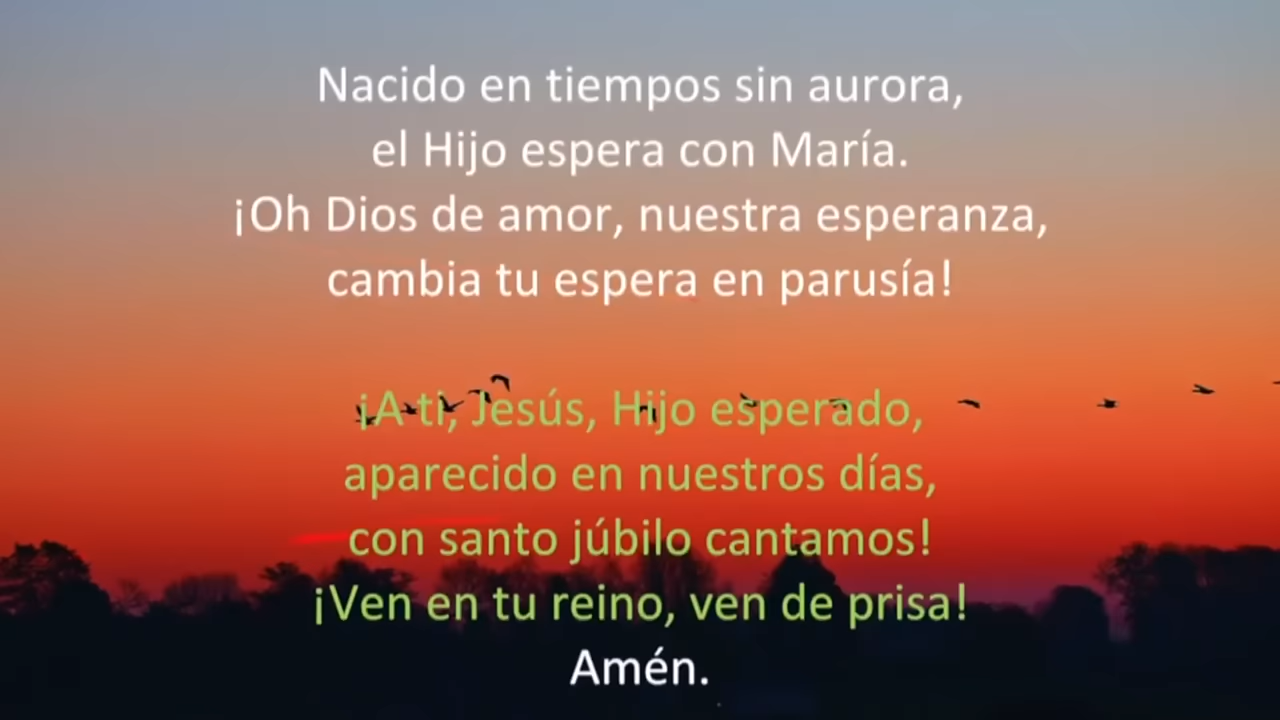 Nacido en tiempos sin aurora,
el Hijo espera con María.
¡Oh Dios de amor, nuestra esperanza,
cambia tu espera en parusía!
¡A ti, Jesús, Hijo esperado,
aparecido en nuestros días,
con santo júbilo cantamos!
¡Ven en tu reino, ven de prisa!
Amén.